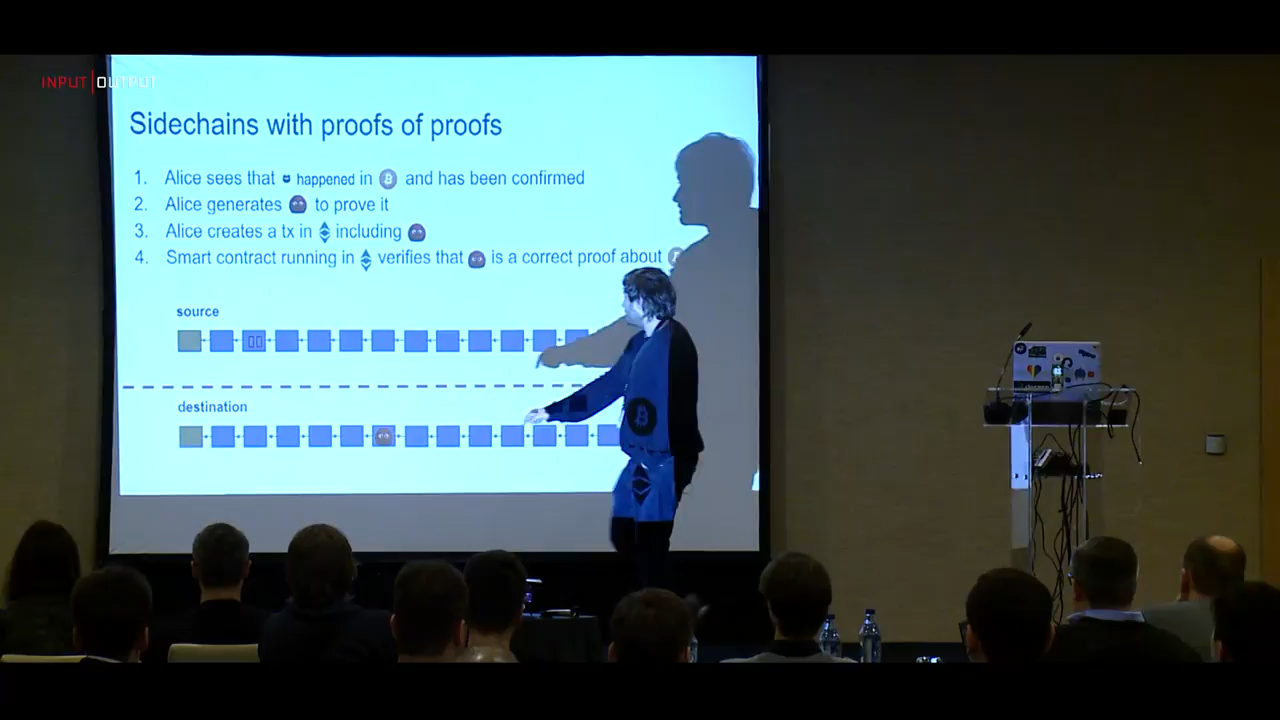 INPUT|OUTPUT
Sidechains with proofs of proofs
1. Alice sees that happened in and has been confirmed
2. Alice generates to prove it
3. Alice creates a tx in including
4. Smart contract running in verifies that is a correct proof about
source
destination